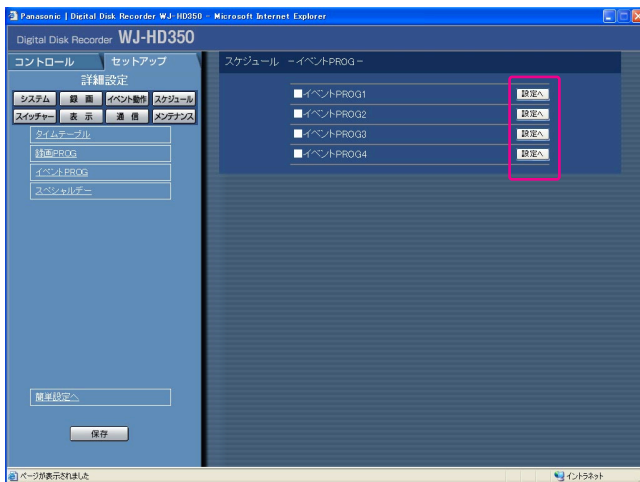 Panasonic | Digital Disk Recorder WJ-HD350 - Microsoft Internet Explorer
Digital Disk Recorder WJ-HD350
コントロール セットアップ
詳細設定
システム 録画 イベント動作 スケジュール
スイッチャー 表示 通信 メンテナンス
タイムテーブル
録画PROG
イベントPROG
スペシャルデー
簡単設定へ
保存
スケジュール －イベントPROG－
■イベントPROG1 設定へ
■イベントPROG2 設定へ
■イベントPROG3 設定へ
■イベントPROG4 設定へ
ページが表示されました イントラネット